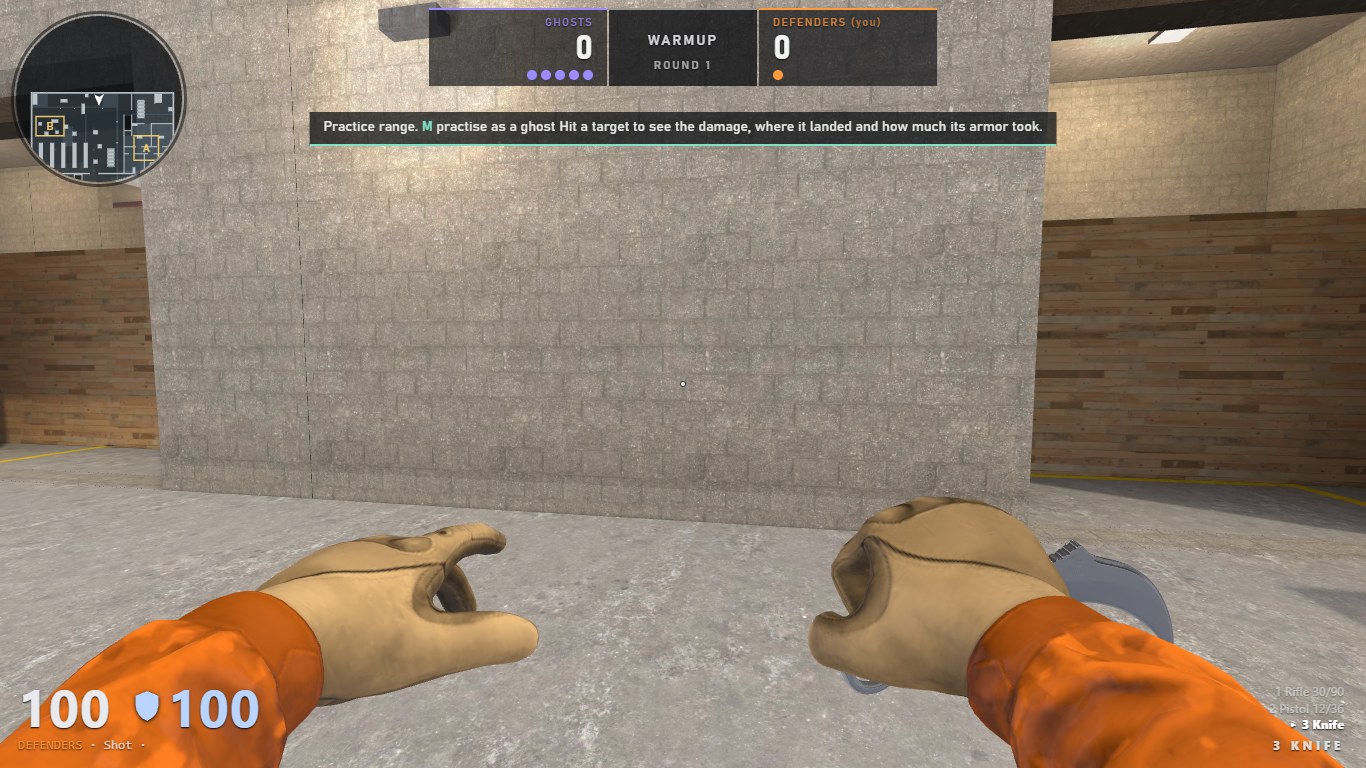 GHOSTS
0
WARMUP
ROUND 1
DEFENDERS (you)
0
Practice range. M practise as a ghost Hit a target to see the damage, where it landed and how much its armor took.
B
A
100 100
DEFENDERS · Shot ·
1 Rifle 30/90
2 Pistol 12/36
▸ 3 Knife
3 KNIFE